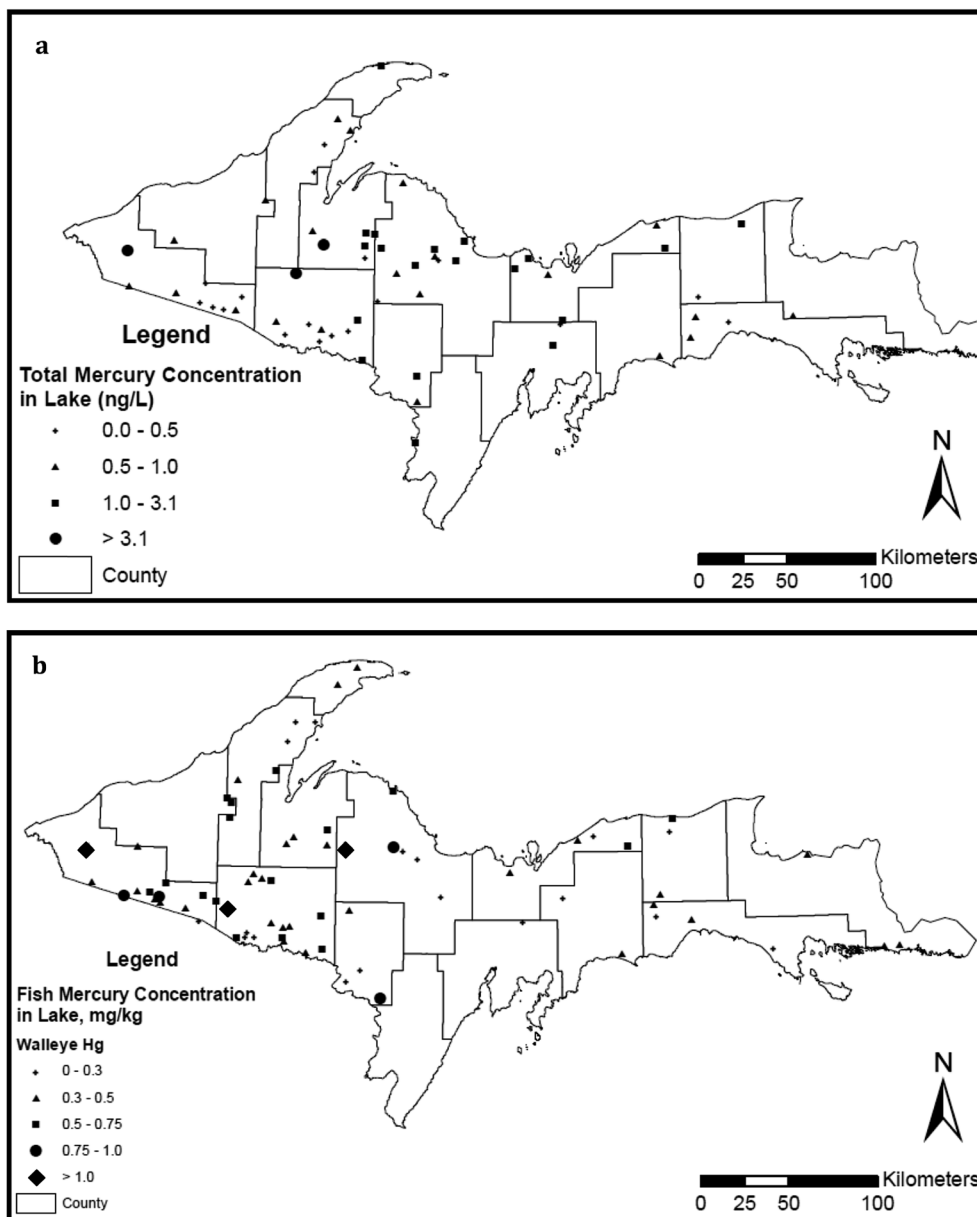 a
Legend
Total Mercury Concentration
in Lake (ng/L)
0.0 - 0.5
0.5 - 1.0
1.0 - 3.1
> 3.1
County
N
Kilometers
0 25 50 100
b
Legend
Fish Mercury Concentration
in Lake, mg/kg
Walleye Hg
0 - 0.3
0.3 - 0.5
0.5 - 0.75
0.75 - 1.0
> 1.0
County
N
Kilometers
0 25 50 100